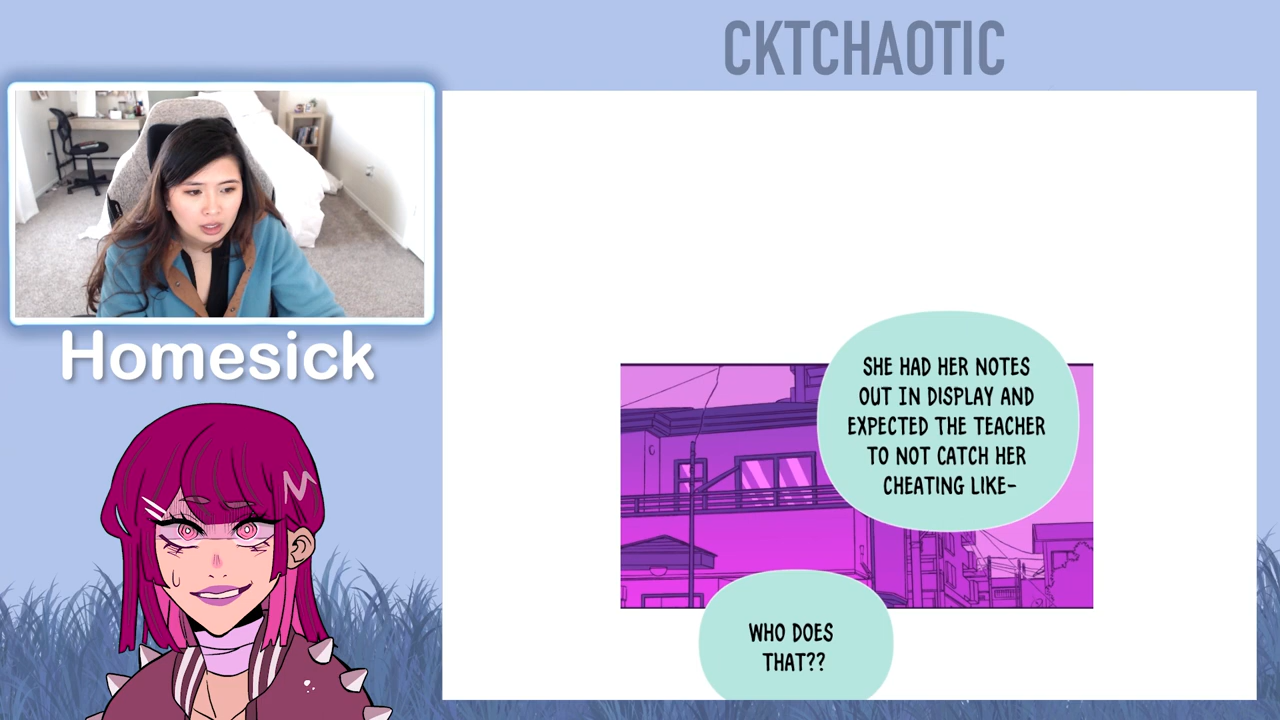 CKTCHAOTIC
Homesick
SHE HAD HER NOTES
OUT IN DISPLAY AND
EXPECTED THE TEACHER
TO NOT CATCH HER
CHEATING LIKE-
WHO DOES
THAT??